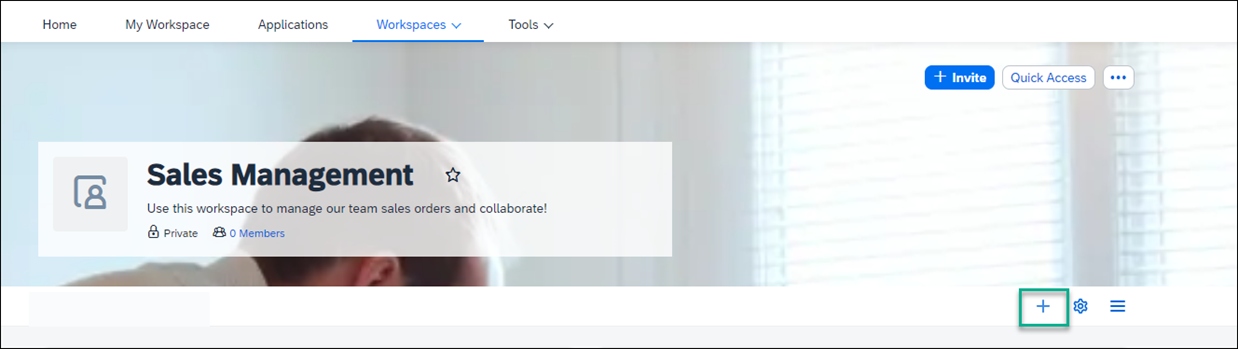 Home My Workspace Applications Workspaces Tools
+ Invite Quick Access ...
Sales Management
Use this workspace to manage our team sales orders and collaborate!
Private 0 Members